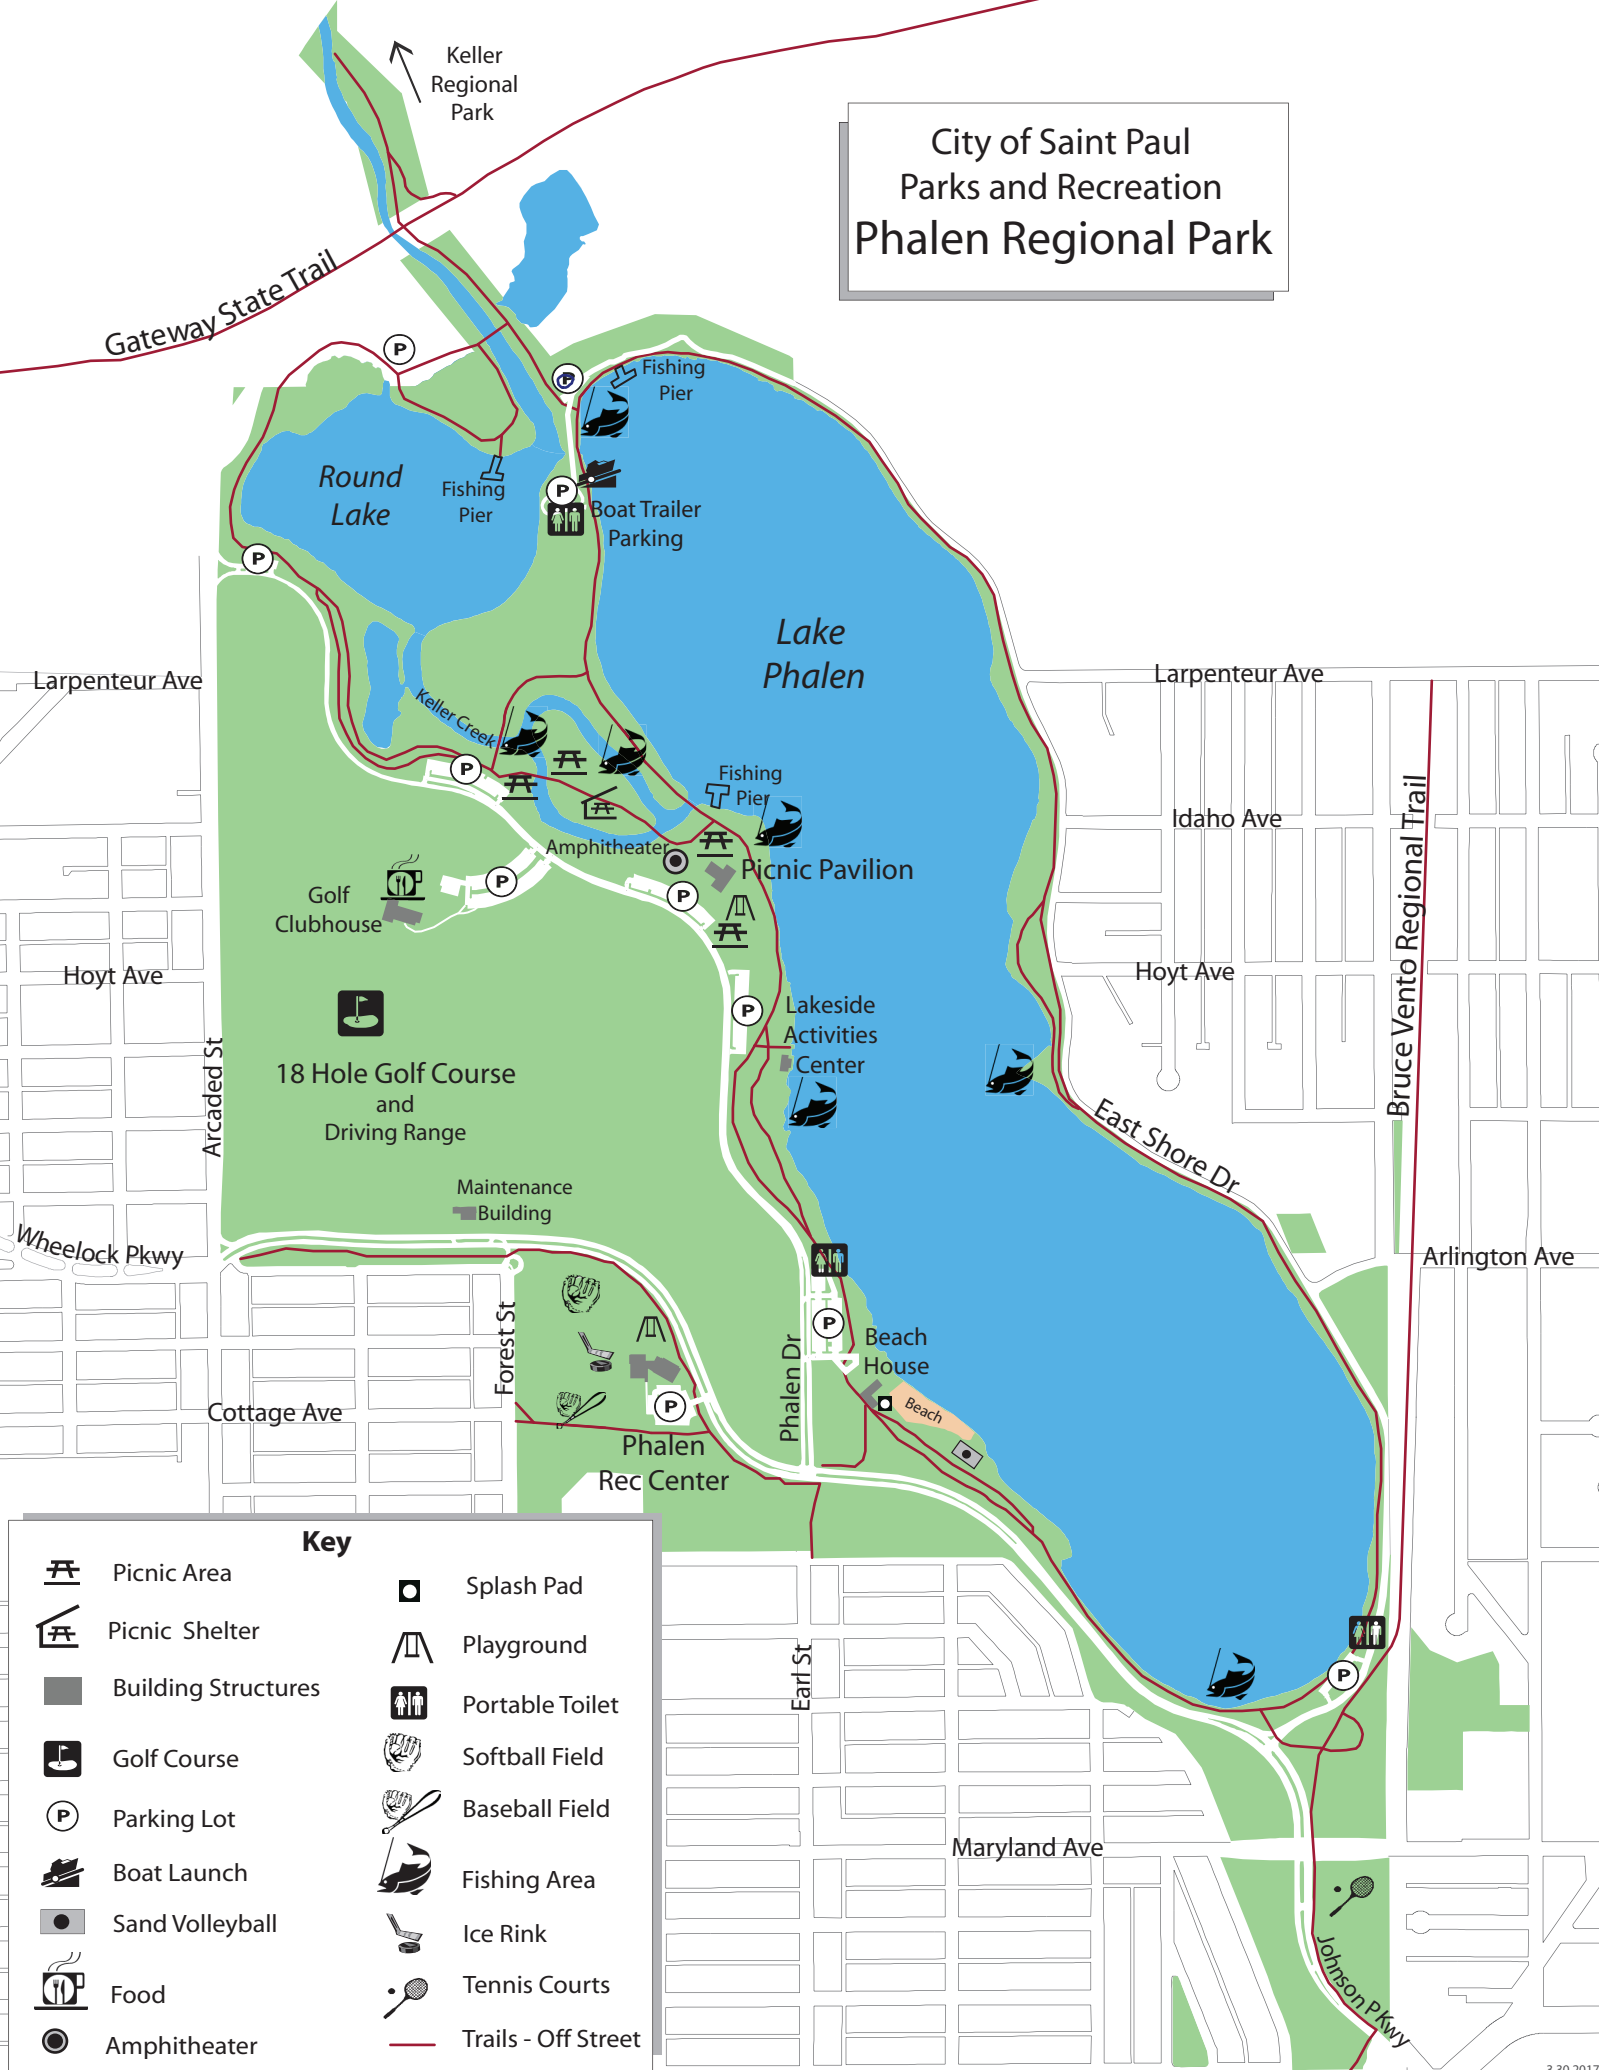 Keller
Regional
Park
City of Saint Paul
Parks and Recreation
Phalen Regional Park
Gateway State Trail
P
P
Fishing
Pier
Round
Lake
Fishing
Pier
P
Boat Trailer
Parking
P
Lake
Phalen
Larpenteur Ave
Larpenteur Ave
Keller Creek
P
Fishing
Pier
Idaho Ave
Bruce Vento Regional Trail
Amphitheater
Picnic Pavilion
P
P
Golf
Clubhouse
Hoyt Ave
Hoyt Ave
P
Lakeside
Activities
Center
Arcaded St
18 Hole Golf Course
and
Driving Range
East Shore Dr
Maintenance
Building
Wheelock Pkwy
Arlington Ave
Forest St
P
Phalen Dr
Beach
House
Beach
Cottage Ave
P
Phalen
Rec Center
Earl St
P
Maryland Ave
Johnson PKwy
Key
Picnic Area
Picnic Shelter
Building Structures
Golf Course
P
Parking Lot
Boat Launch
Sand Volleyball
Food
Amphitheater
Splash Pad
Playground
Portable Toilet
Softball Field
Baseball Field
Fishing Area
Ice Rink
Tennis Courts
Trails - Off Street
3.30.2017